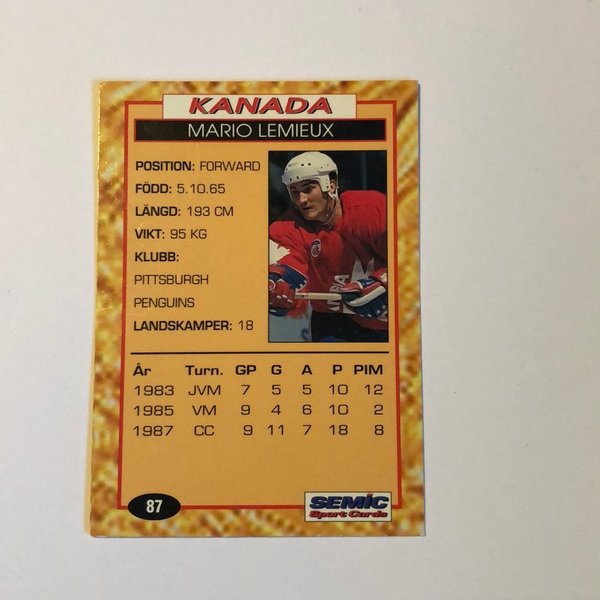 KANADA
MARIO LEMIEUX
POSITION: FORWARD
FÖDD: 5.10.65
LÄNGD: 193 CM
VIKT: 95 KG
KLUBB:
PITTSBURGH
PENGUINS
LANDSKAMPER: 18
År Turn. GP G A P PIM
1983 JVM 7 5 5 10 12
1985 VM 9 4 6 10 2
1987 CC 9 11 7 18 8
87
SEMIC
Sport Cards